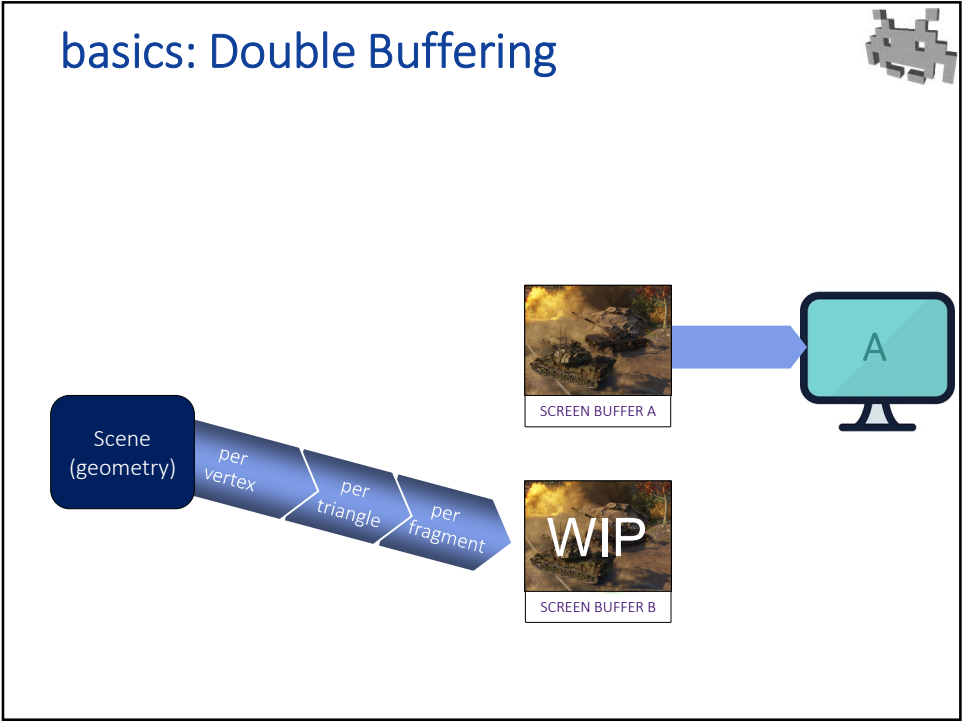 basics: Double Buffering
A
SCREEN BUFFER A
Scene
(geometry)
per
vertex
per
triangle
per
fragment
WIP
SCREEN BUFFER B